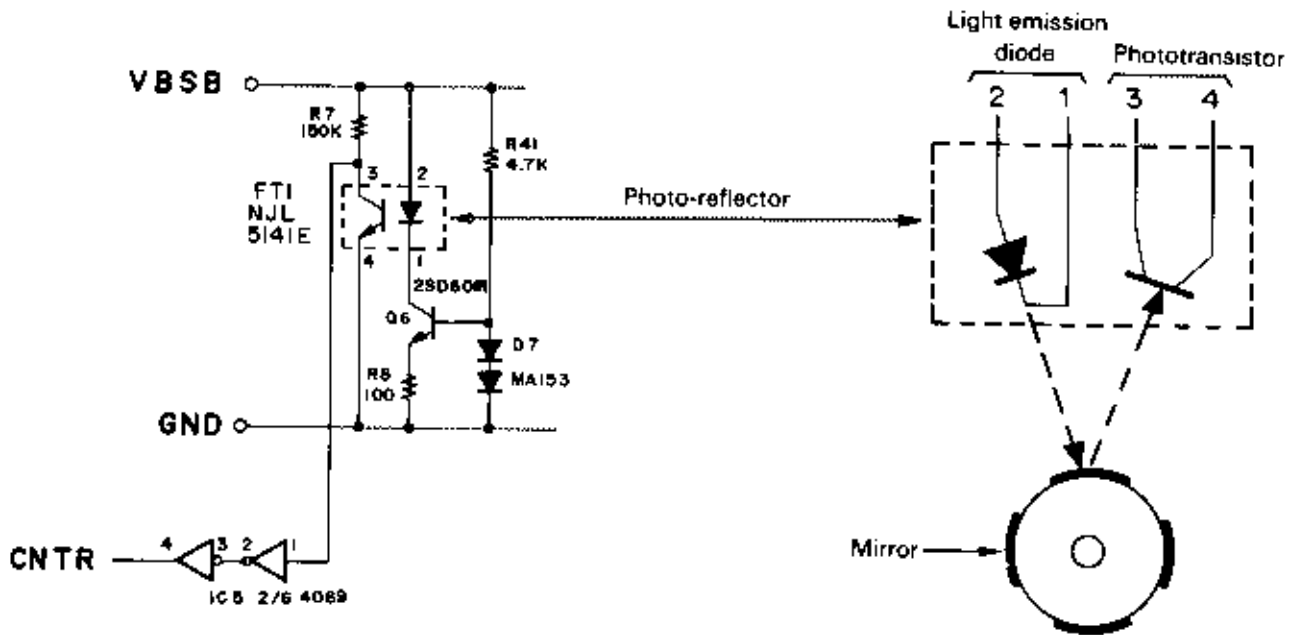 VBSB
R7
150K
R41
4.7K
3
2
FT1
NJL
5141E
4
1
2SD601R
Q6
D7
MA153
R8
100
GND
4
3
2
1
CNTR
IC5 2/6 4069
Photo-reflector
Light emission
diode
Phototransistor
2
1
3
4
Mirror